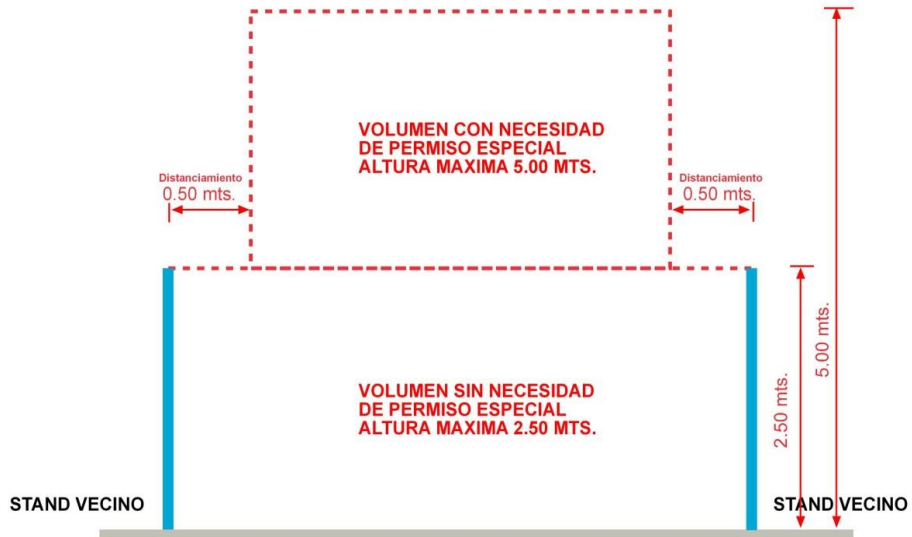 VOLUMEN CON NECESIDAD
DE PERMISO ESPECIAL
ALTURA MAXIMA 5.00 MTS.
Distanciamiento
0.50 mts.
Distanciamiento
0.50 mts.
5.00 mts.
2.50 mts.
VOLUMEN SIN NECESIDAD
DE PERMISO ESPECIAL
ALTURA MAXIMA 2.50 MTS.
STAND VECINO
STAND VECINO